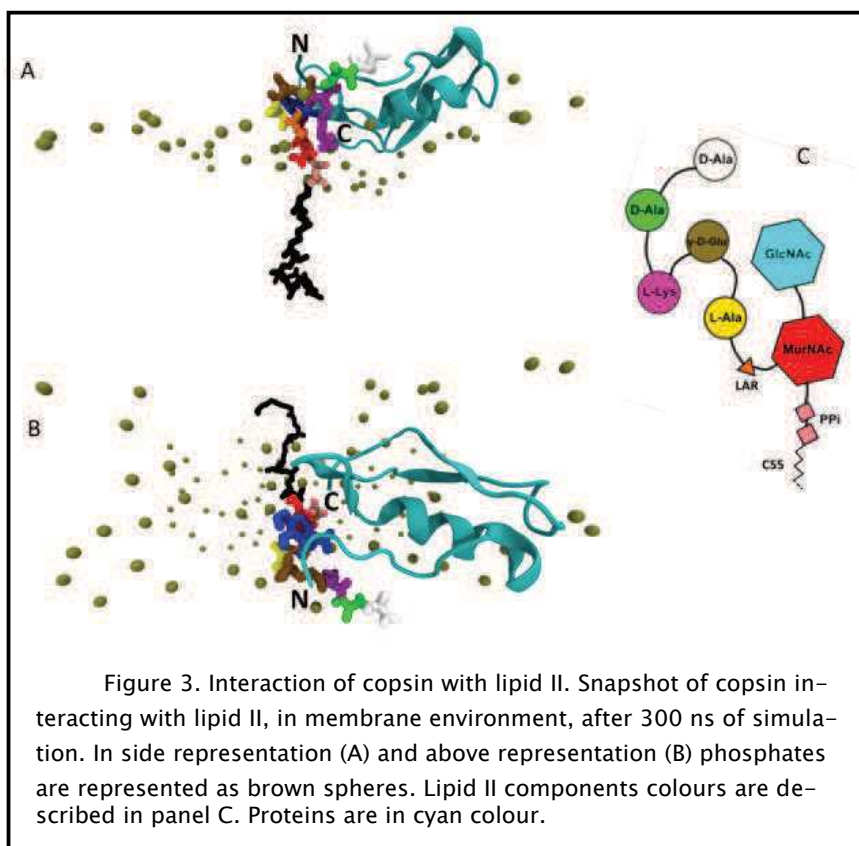 N
A
C
C
D-Ala
D-Ala
γ-D-Glu
GlcNAc
L-Lys
L-Ala
MurNAc
LAR
PPi
C55
B
C
N
Figure 3. Interaction of copsin with lipid II. Snapshot of copsin in-
teracting with lipid II, in membrane environment, after 300 ns of simula-
tion. In side representation (A) and above representation (B) phosphates
are represented as brown spheres. Lipid II components colours are de-
scribed in panel C. Proteins are in cyan colour.